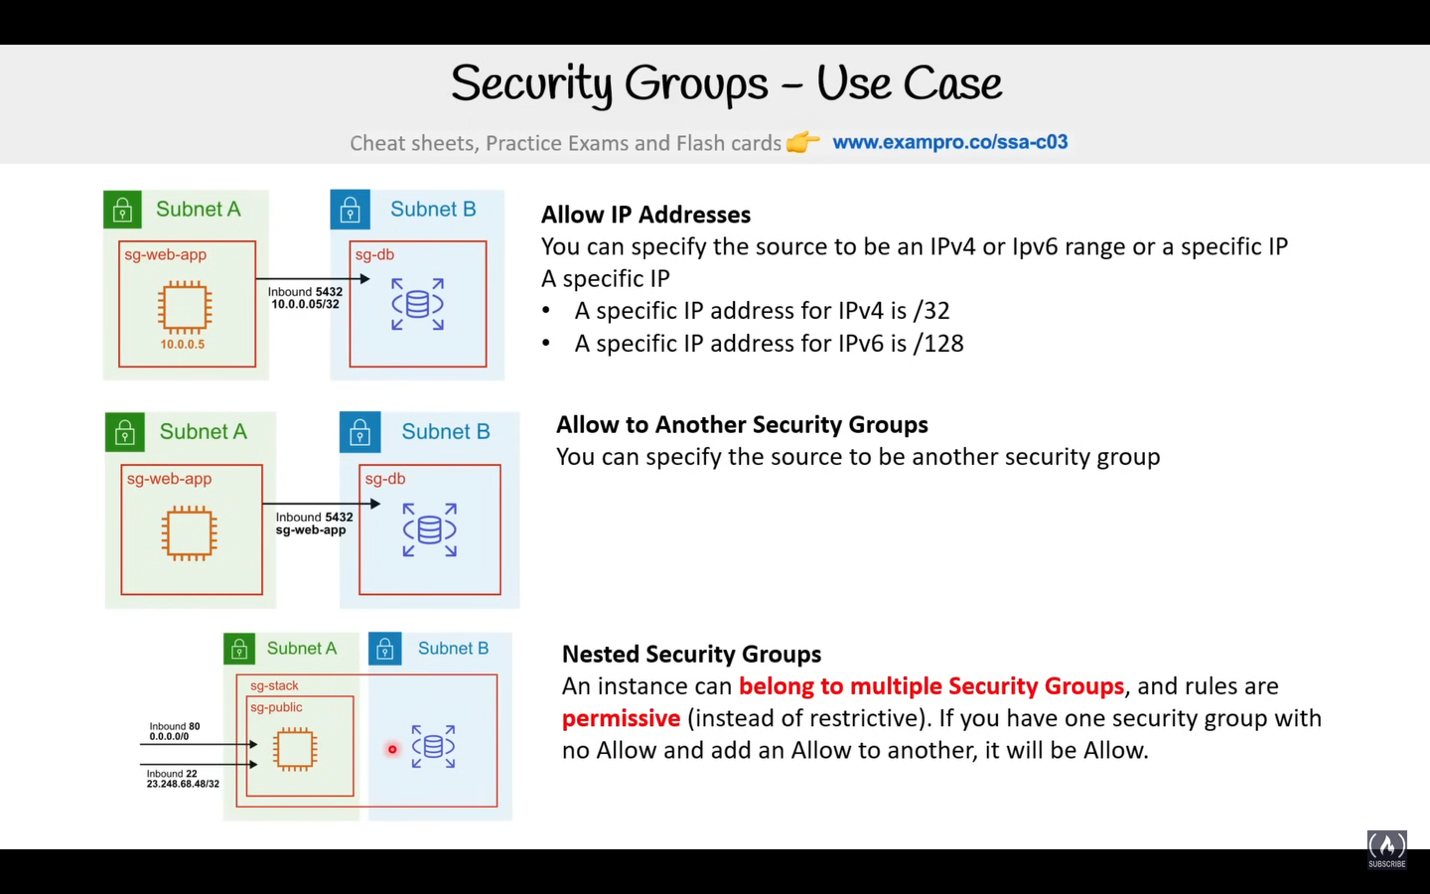 Security Groups – Use Case
Cheat sheets, Practice Exams and Flash cards 👉 www.exampro.co/ssa-c03
Subnet A
Subnet B
sg-web-app
sg-db
Inbound 5432
10.0.0.05/32
10.0.0.5
Allow IP Addresses
You can specify the source to be an IPv4 or Ipv6 range or a specific IP
A specific IP
• A specific IP address for IPv4 is /32
• A specific IP address for IPv6 is /128
Subnet A
Subnet B
sg-web-app
sg-db
Inbound 5432
sg-web-app
Allow to Another Security Groups
You can specify the source to be another security group
Subnet A
Subnet B
sg-stack
sg-public
Inbound 80
0.0.0.0/0
Inbound 22
23.248.68.48/32
Nested Security Groups
An instance can belong to multiple Security Groups, and rules are
permissive (instead of restrictive). If you have one security group with
no Allow and add an Allow to another, it will be Allow.
SUBSCRIBE